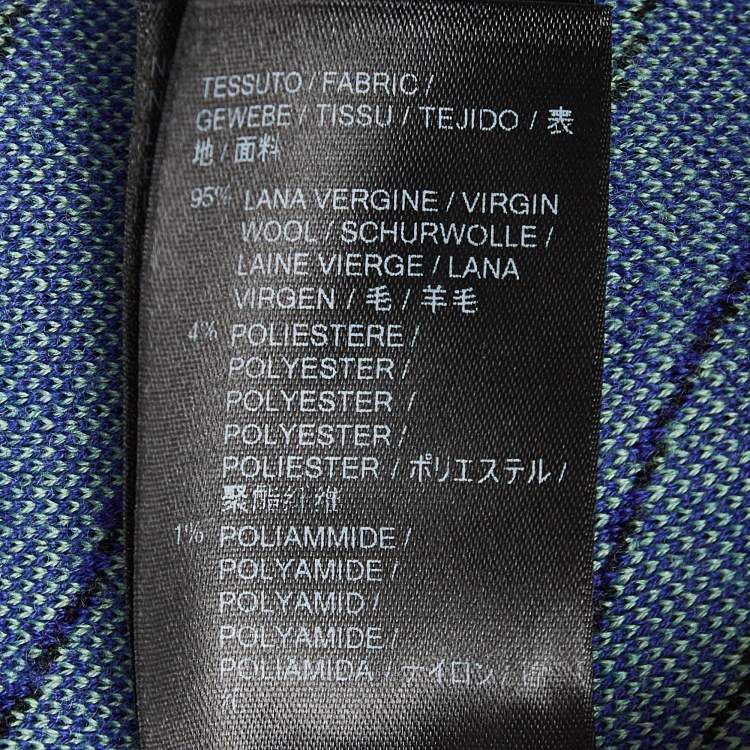 TESSUTO / FABRIC /
GEWEBE / TISSU / TEJIDO / 表
地 / 面料
95% LANA VERGINE / VIRGIN
WOOL / SCHURWOLLE /
LAINE VIERGE / LANA
VIRGEN / 毛 / 羊毛
4% POLIESTERE /
POLYESTER /
POLYESTER /
POLYESTER /
POLIESTER / ポリエステル /
聚酯纤维
1% POLIAMMIDE /
POLYAMIDE /
POLYAMID /
POLYAMIDE /
POLIAMIDA / ナイロン /